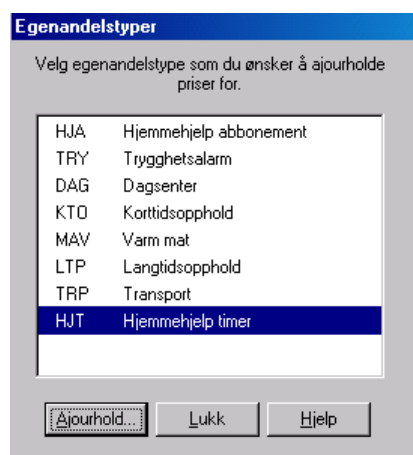 Egenandelstyper
Velg egenandelstype som du ønsker å ajourholde
priser for.
HJA Hjemmehjelp abbonement
TRY Trygghetsalarm
DAG Dagsenter
KTO Korttidsopphold
MAV Varm mat
LTP Langtidsopphold
TRP Transport
HJT Hjemmehjelp timer
Ajourhold... Lukk Hjelp